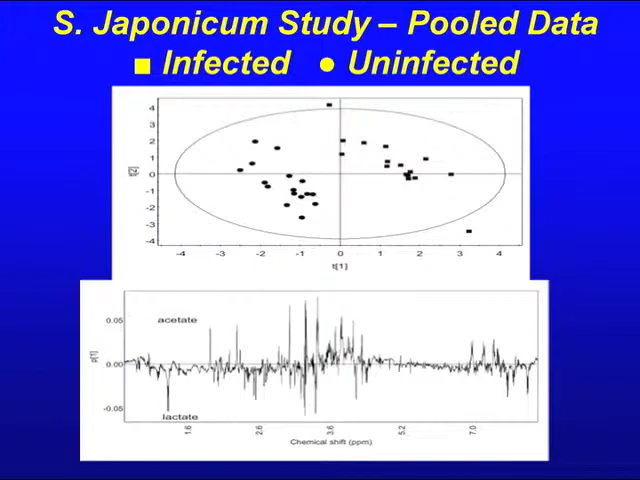 S. Japonicum Study – Pooled Data
■ Infected ● Uninfected
4
3
2
1
0
-1
-2
-3
-4
t[2]
-4 -3 -2 -1 0 1 2 3 4
t[1]
0.05
acetate
p[1]
0.00
-0.05
lactate
1.6 2.6 3.6 5.2 7.0
Chemical shift (ppm)